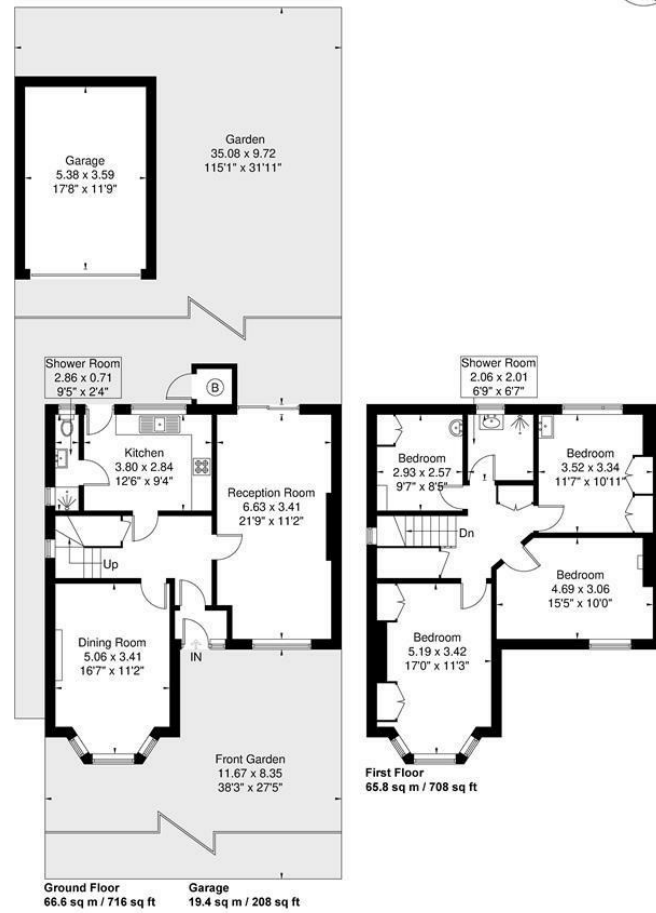 Garage
5.38 x 3.59
17'8" x 11'9"
Garden
35.08 x 9.72
115'1" x 31'11"
Shower Room
2.86 x 0.71
9'5" x 2'4"
B
Kitchen
3.80 x 2.84
12'6" x 9'4"
Reception Room
6.63 x 3.41
21'9" x 11'2"
Up
Dining Room
5.06 x 3.41
16'7" x 11'2"
IN
Front Garden
11.67 x 8.35
38'3" x 27'5"
Ground Floor
66.6 sq m / 716 sq ft
Garage
19.4 sq m / 208 sq ft
Shower Room
2.06 x 2.01
6'9" x 6'7"
Bedroom
2.93 x 2.57
9'7" x 8'5"
Bedroom
3.52 x 3.34
11'7" x 10'11"
Dn
Bedroom
4.69 x 3.06
15'5" x 10'0"
Bedroom
5.19 x 3.42
17'0" x 11'3"
First Floor
65.8 sq m / 708 sq ft